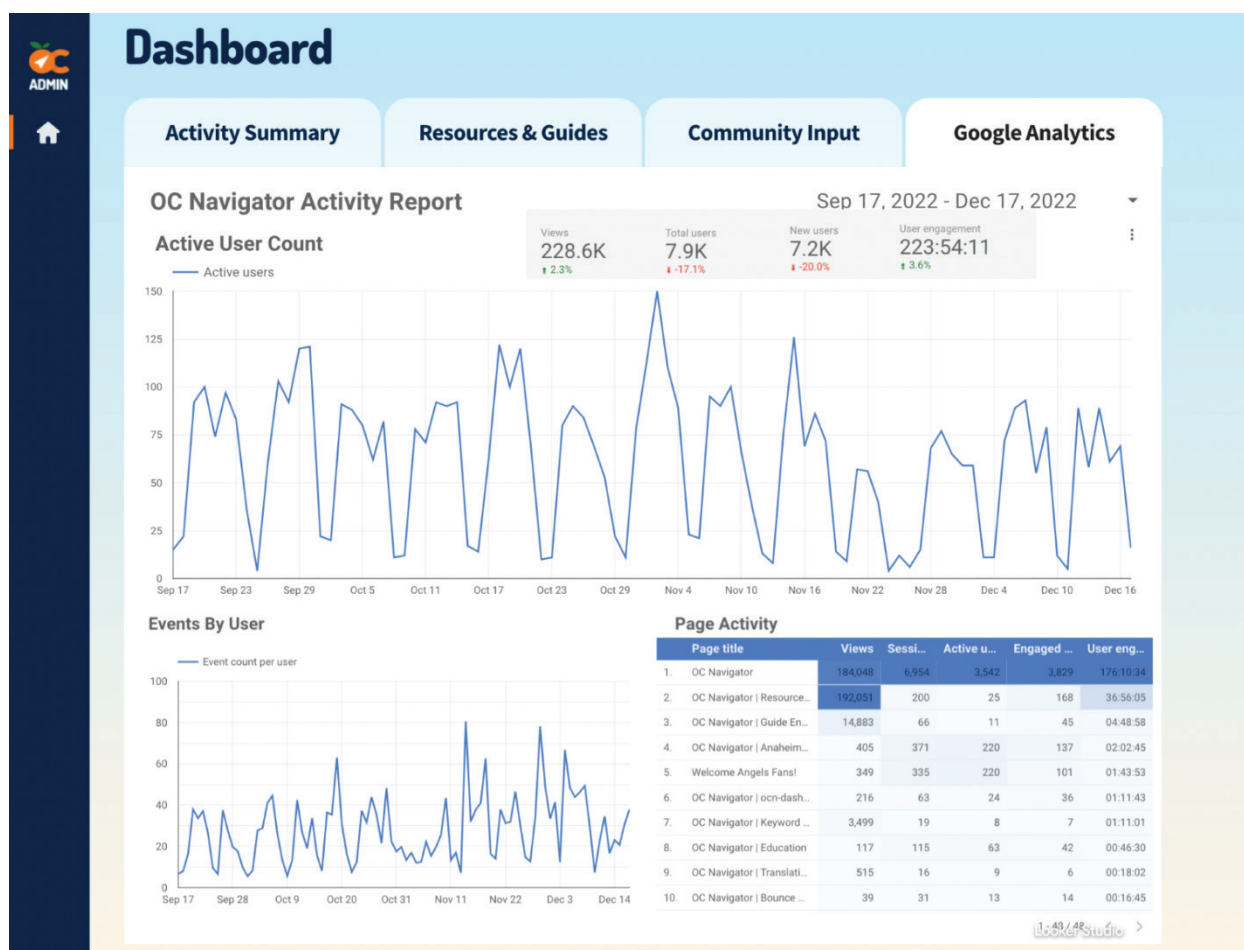 Dashboard
OC
ADMIN
Activity Summary
Resources & Guides
Community Input
Google Analytics
OC Navigator Activity Report
Sep 17, 2022 - Dec 17, 2022
Active User Count
Views
228.6K
2.3%
Total users
7.9K
-17.1%
New users
7.2K
-20.0%
User engagement
223:54:11
3.6%
Active users
150
125
100
75
50
25
0
Sep 17 Sep 23 Sep 29 Oct 5 Oct 11 Oct 17 Oct 23 Oct 29 Nov 4 Nov 10 Nov 16 Nov 22 Nov 28 Dec 4 Dec 10 Dec 16
Events By User
Event count per user
100
80
60
40
20
0
Sep 17 Sep 28 Oct 9 Oct 20 Oct 31 Nov 11 Nov 22 Dec 3 Dec 14
Page Activity
Page title Views Sessi... Active u... Engaged ... User eng...
1. OC Navigator 184,048 6,954 3,542 3,829 176:10:34
2. OC Navigator | Resource... 192,051 200 25 168 36:56:05
3. OC Navigator | Guide En... 14,883 66 11 45 04:48:58
4. OC Navigator | Anaheim... 405 371 220 137 02:02:45
5. Welcome Angels Fans! 349 335 220 101 01:43:53
6. OC Navigator | ocn-dash... 216 63 24 36 01:11:43
7. OC Navigator | Keyword ... 3,499 19 8 7 01:11:01
8. OC Navigator | Education 117 115 63 42 00:46:30
9. OC Navigator | Translati... 515 16 9 6 00:18:02
10. OC Navigator | Bounce ... 39 31 13 14 00:16:45
1 - 48 / 48
Looker Studio